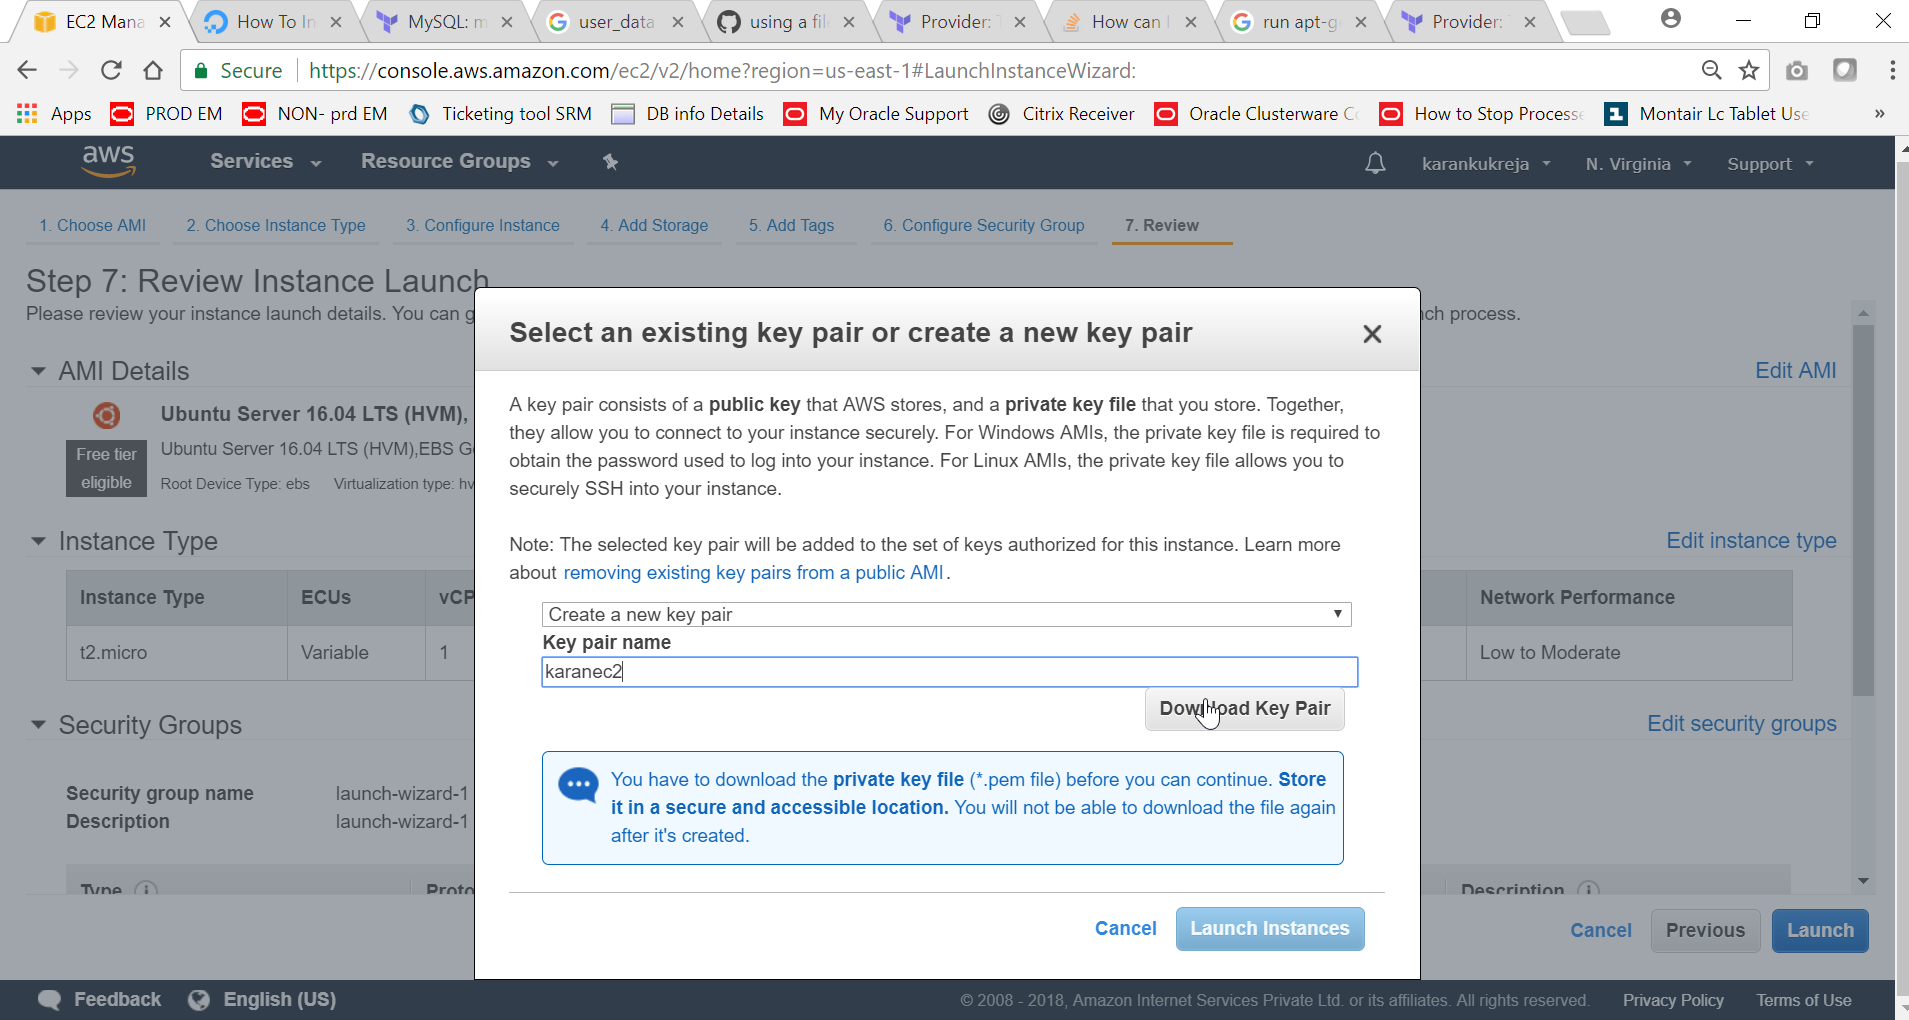 EC2 Mana
How To In
MySQL: m
user_data
using a fil
Provider:
How can
run apt-g
Provider:
Secure
https://console.aws.amazon.com/ec2/v2/home?region=us-east-1#LaunchInstanceWizard:
Apps
PROD EM
NON- prd EM
Ticketing tool SRM
DB info Details
My Oracle Support
Citrix Receiver
Oracle Clusterware C
How to Stop Processe
Montair Lc Tablet Use
»
aws
Services
Resource Groups
karankukreja
N. Virginia
Support
1. Choose AMI
2. Choose Instance Type
3. Configure Instance
4. Add Storage
5. Add Tags
6. Configure Security Group
7. Review
Step 7: Review Instance Launch
Please review your instance launch details. You can g
ch process.
AMI Details
Edit AMI
Ubuntu Server 16.04 LTS (HVM),
Free tier
eligible
Ubuntu Server 16.04 LTS (HVM),EBS G
Root Device Type: ebs Virtualization type: hv
Instance Type
Edit instance type
Instance Type
ECUs
vCP
Network Performance
t2.micro
Variable
1
Low to Moderate
Security Groups
Edit security groups
Security group name
launch-wizard-1
Description
launch-wizard-1
Type
Proto
Description
Select an existing key pair or create a new key pair
A key pair consists of a public key that AWS stores, and a private key file that you store. Together,
they allow you to connect to your instance securely. For Windows AMIs, the private key file is required to
obtain the password used to log into your instance. For Linux AMIs, the private key file allows you to
securely SSH into your instance.
Note: The selected key pair will be added to the set of keys authorized for this instance. Learn more
about removing existing key pairs from a public AMI.
Create a new key pair
Key pair name
karanec2
Download Key Pair
You have to download the private key file (*.pem file) before you can continue. Store
it in a secure and accessible location. You will not be able to download the file again
after it's created.
Cancel
Launch Instances
Cancel
Previous
Launch
Feedback
English (US)
© 2008 - 2018, Amazon Internet Services Private Ltd. or its affiliates. All rights reserved.
Privacy Policy
Terms of Use